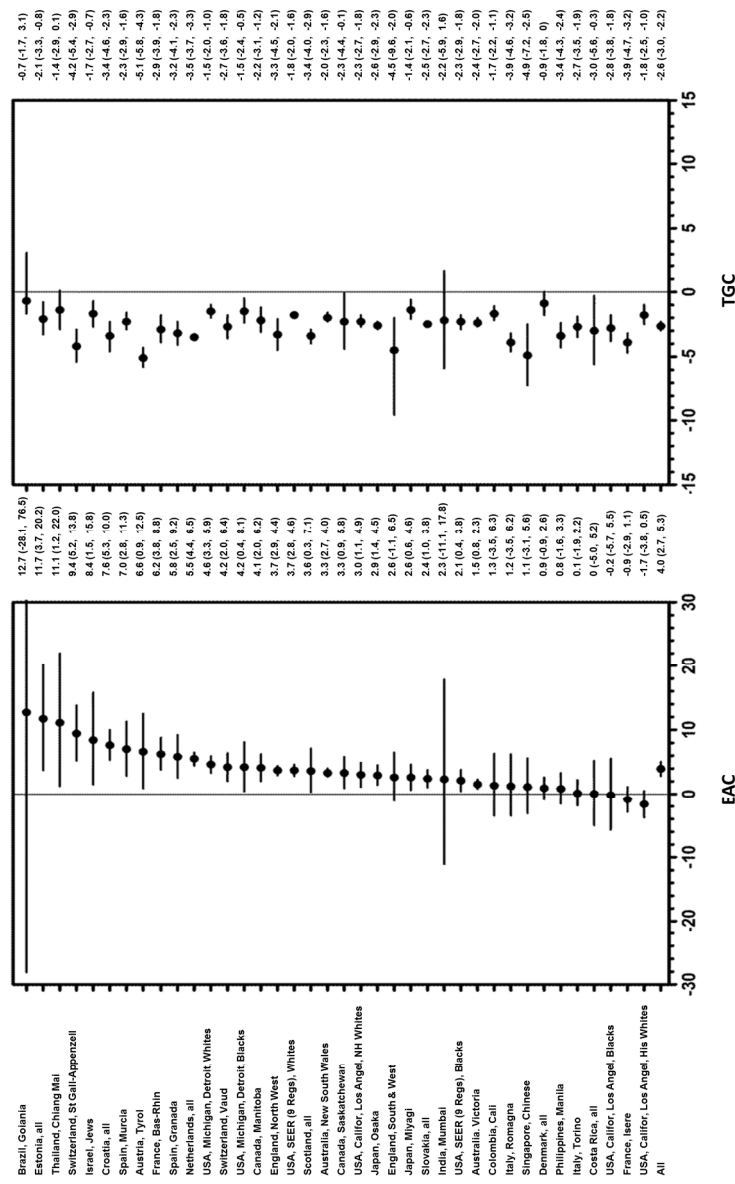 Brazil, Goiania 12.7 (-28.1, 76.5) -0.7 (-1.7, 3.1)
Estonia, all 11.7 (3.7, 20.2) -2.1 (-3.3, -0.8)
Thailand, Chiang Mai 11.1 (1.2, 22.0) -1.4 (-2.9, 0.1)
Switzerland, St Gall-Appenzell 9.4 (5.2, '3.8) -4.2 (-5.4, -2.9)
Israel, Jews 8.4 (1.5, '5.8) -1.7 (-2.7, -0.7)
Croatia, all 7.6 (5.3, '0.0) -3.4 (-4.6, -2.3)
Spain, Murcia 7.0 (2.8, '1.3) -2.3 (-2.9, -1.6)
Austria, Tyrol 6.6 (0.9, '2.5) -5.1 (-5.8, -4.3)
France, Bas-Rhin 6.2 (3.8, 8.8) -2.9 (-3.9, -1.8)
Spain, Granada 5.8 (2.5, 9.2) -3.2 (-4.1, -2.3)
Netherlands, all 5.5 (4.4, 6.5) -3.5 (-3.7, -3.3)
USA, Michigan, Detroit Whites 4.6 (3.3, 5.9) -1.5 (-2.0, -1.0)
Switzerland, Vaud 4.2 (2.0, 6.4) -2.7 (-3.6, -1.8)
USA, Michigan, Detroit Blacks 4.2 (0.4, 8.1) -1.5 (-2.4, -0.5)
Canada, Manitoba 4.1 (2.0, 6.2) -2.2 (-3.1, -1.2)
England, North West 3.7 (2.9, 4.4) -3.3 (-4.5, -2.1)
USA, SEER (9 Regs), Whites 3.7 (2.8, 4.6) -1.8 (-2.0, -1.6)
Scotland, all 3.6 (0.3, 7.1) -3.4 (-4.0, -2.9)
Australia, New South Wales 3.3 (2.7, 4.0) -2.0 (-2.3, -1.6)
Canada, Saskatchewar 3.3 (0.9, 5.8) -2.3 (-4.4, -0.1)
USA, Califor, Los Angel, NH Whites 3.0 (1.1, 4.9) -2.3 (-2.7, -1.8)
Japan, Osaka 2.9 (1.4, 4.5) -2.6 (-2.9, -2.3)
England, South & West 2.6 (-1.1, 6.5) -4.5 (-9.6, -2.0)
Japan, Miyagi 2.6 (0.6, 4.6) -1.4 (-2.1, -0.6)
Slovakia, all 2.4 (1.0, 3.8) -2.5 (-2.7, -2.3)
India, Mumbai 2.3 (-11.1, 17.8) -2.2 (-5.9, 1.6)
USA, SEER (9 Regs), Blacks 2.1 (0.4, 3.8) -2.3 (-2.9, -1.8)
Australia. Victoria 1.5 (0.8, 2.3) -2.4 (-2.7, -2.0)
Colombia, Cali 1.3 (-3.5, 6.3) -1.7 (-2.2, -1.1)
Italy, Romagna 1.2 (-3.5, 6.2) -3.9 (-4.6, -3.2)
Singapore, Chinese 1.1 (-3.1, 5.6) -4.9 (-7.2, -2.5)
Denmark, all 0.9 (-0.9, 2.6) -0.9 (-1.8, 0)
Philippines, Manila 0.8 (-1.6, 3.3) -3.4 (-4.3, -2.4)
Italy, Torino 0.1 (-1.9, 2.2) -2.7 (-3.5, -1.9)
Costa Rica, all 0 (-5.0, 5.2) -3.0 (-5.6, -0.3)
USA, Califor, Los Angel, Blacks -0.2 (-5.7, 5.5) -2.8 (-3.8, -1.8)
France, Isere -0.9 (-2.9, 1.1) -3.9 (-4.7, -3.2)
USA, Califor, Los Angel, His Whites -1.7 (-3.8, 0.5) -1.8 (-2.5, -1.0)
All 4.0 (2.7, 5.3) -2.6 (-3.0, -2.2)
-30 -20 -10 0 10 20 30
-15 -10 -5 0 5 10 15
EAC
TGC